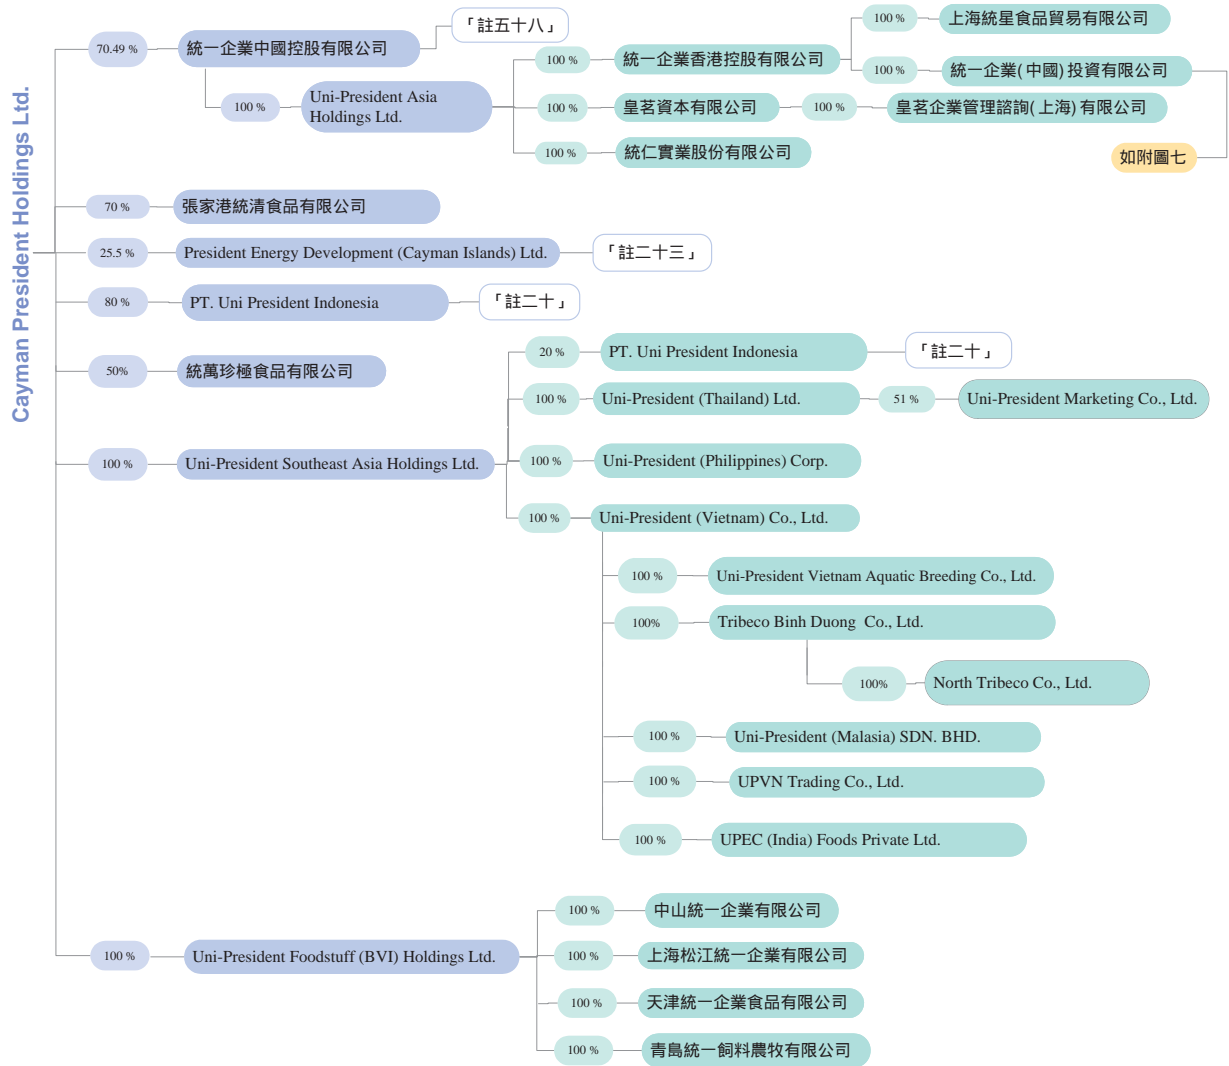 Cayman President Holdings Ltd.
70.49 %
統一企業中國控股有限公司
「註五十八」
100 %
Uni-President Asia
Holdings Ltd.
100 %
統一企業香港控股有限公司
100 %
上海統星食品貿易有限公司
100 %
統一企業(中國)投資有限公司
如附圖七
100 %
皇茗資本有限公司
100 %
皇茗企業管理諮詢(上海)有限公司
100 %
統仁實業股份有限公司
70 %
張家港統清食品有限公司
25.5 %
President Energy Development (Cayman Islands) Ltd.
「註二十三」
80 %
PT. Uni President Indonesia
「註二十」
50%
統萬珍極食品有限公司
100 %
Uni-President Southeast Asia Holdings Ltd.
20 %
PT. Uni President Indonesia
「註二十」
100 %
Uni-President (Thailand) Ltd.
51 %
Uni-President Marketing Co., Ltd.
100 %
Uni-President (Philippines) Corp.
100 %
Uni-President (Vietnam) Co., Ltd.
100 %
Uni-President Vietnam Aquatic Breeding Co., Ltd.
100%
Tribeco Binh Duong Co., Ltd.
100%
North Tribeco Co., Ltd.
100 %
Uni-President (Malasia) SDN. BHD.
100 %
UPVN Trading Co., Ltd.
100 %
UPEC (India) Foods Private Ltd.
100 %
Uni-President Foodstuff (BVI) Holdings Ltd.
100 %
中山統一企業有限公司
100 %
上海松江統一企業有限公司
100 %
天津統一企業食品有限公司
100 %
青島統一飼料農牧有限公司